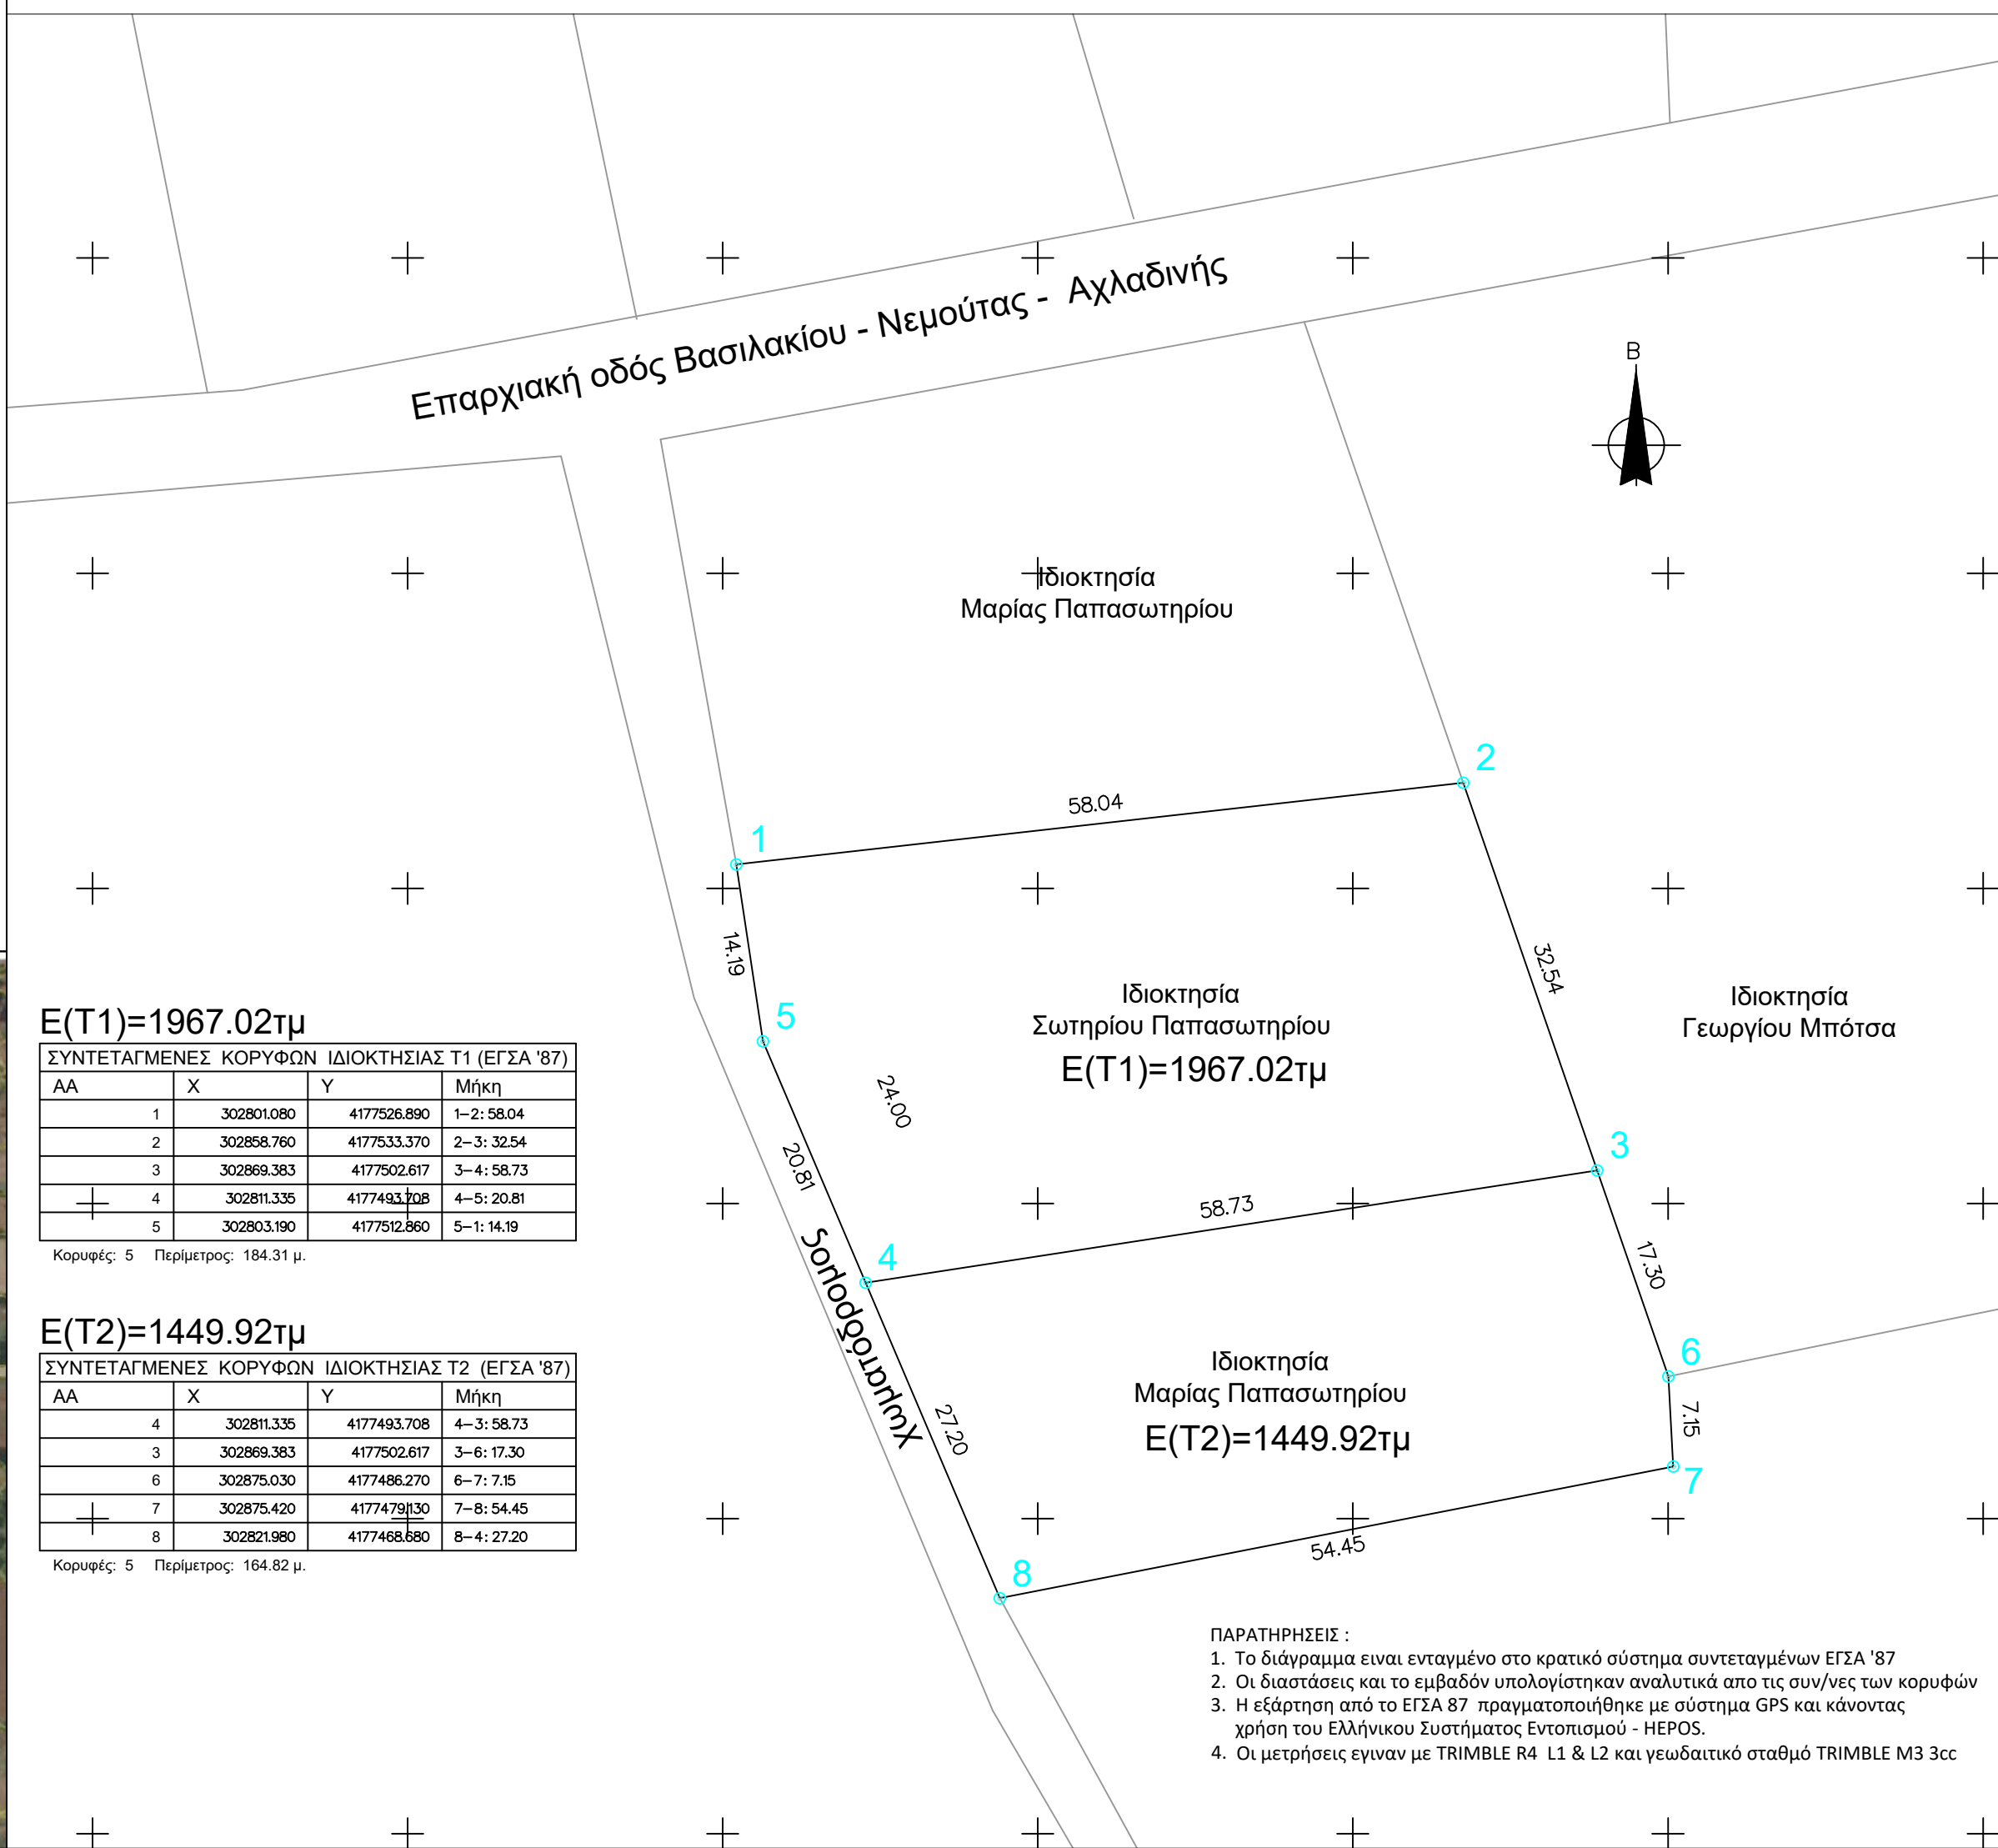 Επαρχιακή οδός Βασιλακίου - Νεμούτας - Αχλαδινής
Β
Ιδιοκτησία
Μαρίας Παπασωτηρίου
2
58.04
1
14.19
32.54
5
Ιδιοκτησία
Σωτηρίου Παπασωτηρίου
Ε(Τ1)=1967.02τμ
Ιδιοκτησία
Γεωργίου Μπότσα
24.00
20.81
3
58.73
4
Χωματόδρομος
17.30
6
Ιδιοκτησία
Μαρίας Παπασωτηρίου
Ε(Τ2)=1449.92τμ
27.20
7.15
7
54.45
8
Ε(Τ1)=1967.02τμ
ΣΥΝΤΕΤΑΓΜΕΝΕΣ ΚΟΡΥΦΩΝ ΙΔΙΟΚΤΗΣΙΑΣ Τ1 (ΕΓΣΑ '87)
ΑΑ Χ Υ Μήκη
1 302801.080 4177526.890 1-2: 58.04
2 302858.760 4177533.370 2-3: 32.54
3 302869.383 4177502.617 3-4: 58.73
4 302811.335 4177493.708 4-5: 20.81
5 302803.190 4177512.860 5-1: 14.19
Κορυφές: 5 Περίμετρος: 184.31 μ.
Ε(Τ2)=1449.92τμ
ΣΥΝΤΕΤΑΓΜΕΝΕΣ ΚΟΡΥΦΩΝ ΙΔΙΟΚΤΗΣΙΑΣ Τ2 (ΕΓΣΑ '87)
ΑΑ Χ Υ Μήκη
4 302811.335 4177493.708 4-3: 58.73
3 302869.383 4177502.617 3-6: 17.30
6 302875.030 4177486.270 6-7: 7.15
7 302875.420 4177479.130 7-8: 54.45
8 302821.980 4177468.680 8-4: 27.20
Κορυφές: 5 Περίμετρος: 164.82 μ.
ΠΑΡΑΤΗΡΗΣΕΙΣ :
1. Το διάγραμμα ειναι ενταγμένο στο κρατικό σύστημα συντεταγμένων ΕΓΣΑ '87
2. Οι διαστάσεις και το εμβαδόν υπολογίστηκαν αναλυτικά απο τις συν/νες των κορυφών
3. Η εξάρτηση από το ΕΓΣΑ 87 πραγματοποιήθηκε με σύστημα GPS και κάνοντας
χρήση του Ελλήνικου Συστήματος Εντοπισμού - HEPOS.
4. Οι μετρήσεις εγιναν με TRIMBLE R4 L1 & L2 και γεωδαιτικό σταθμό TRIMBLE M3 3cc